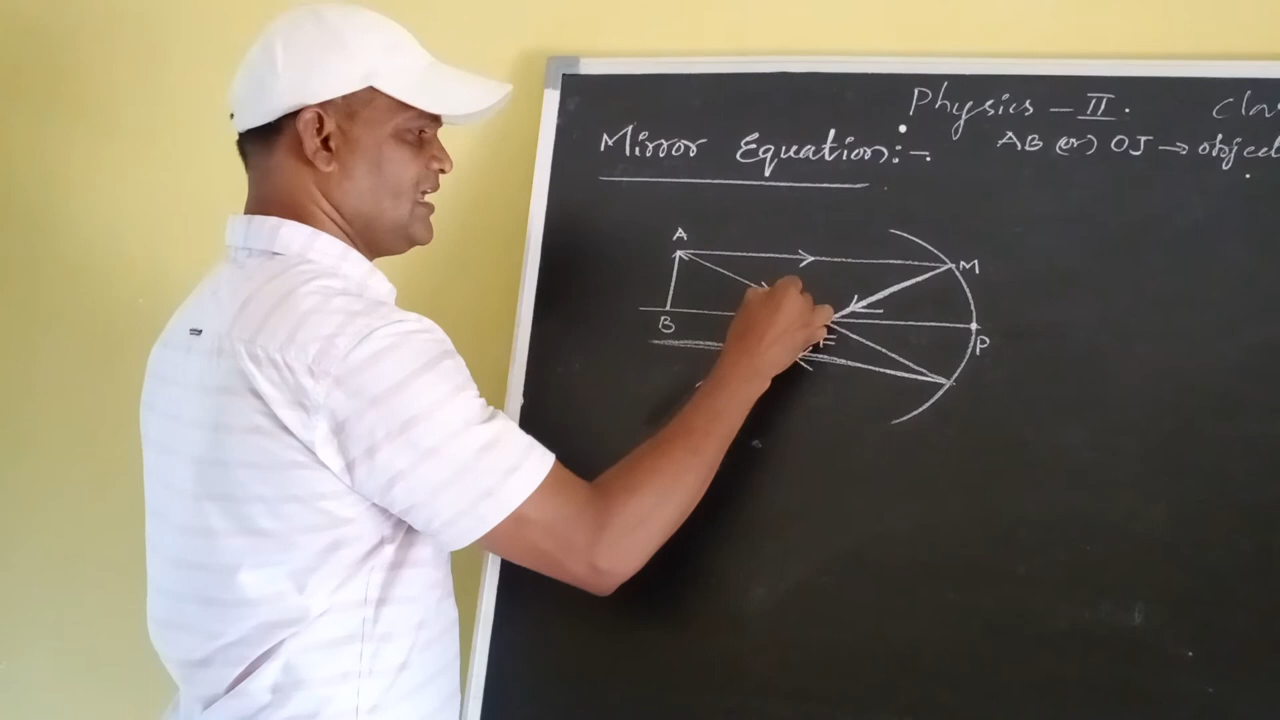 Physics - II.
Mirror Equation:-.
AB (or) OJ → object
A
M
B
F
P